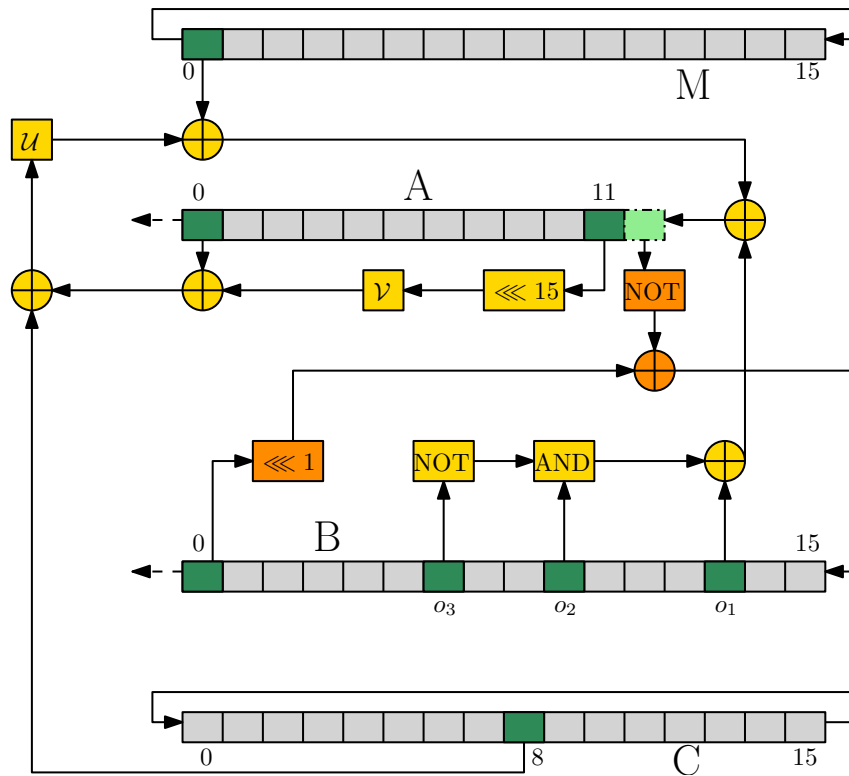 0 15
M
𝒰
0 A 11
𝒱 ⋘ 15 NOT
⋘ 1 NOT AND
0 B 15
o₃ o₂ o₁
0 8 C 15